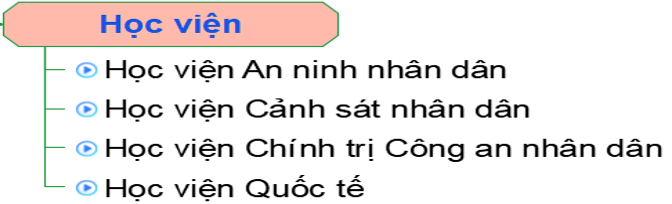 Học viện
Học viện An ninh nhân dân
Học viện Cảnh sát nhân dân
Học viện Chính trị Công an nhân dân
Học viện Quốc tế